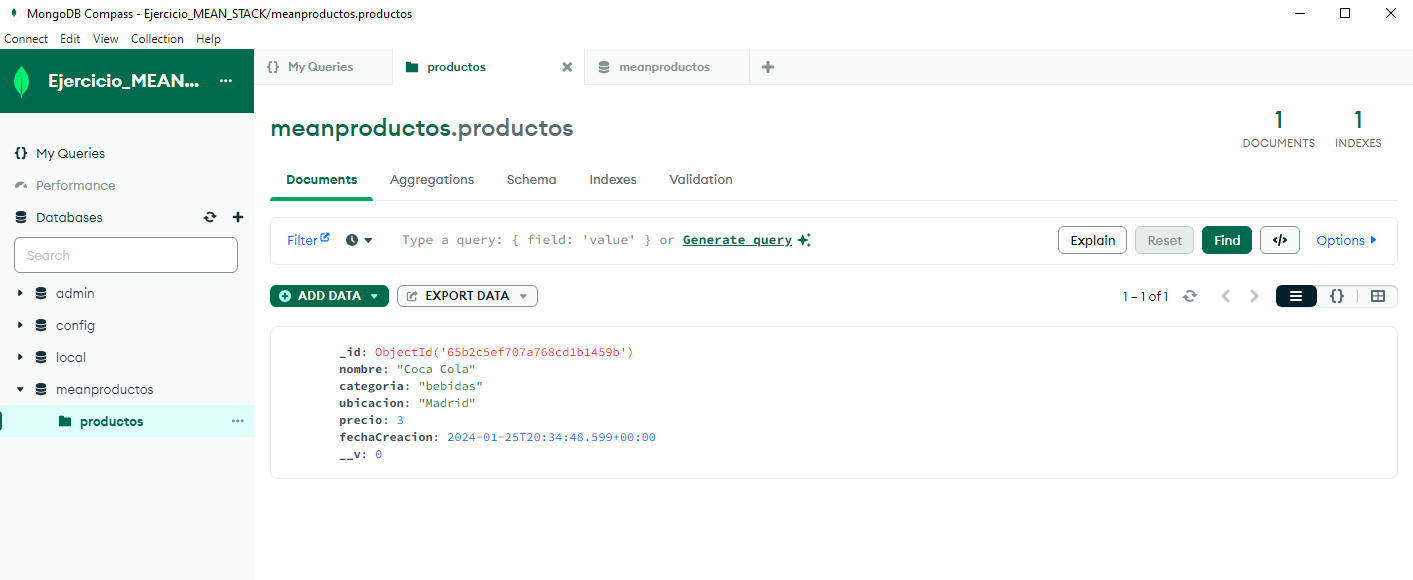 MongoDB Compass - Ejercicio_MEAN_STACK/meanproductos.productos
Connect Edit View Collection Help
Ejercicio_MEAN... ...
{} My Queries
productos
meanproductos
My Queries
Performance
Databases
Search
admin
config
local
meanproductos
productos
meanproductos.productos
1
DOCUMENTS
1
INDEXES
Documents Aggregations Schema Indexes Validation
Filter
Type a query: { field: 'value' } or Generate query
Explain Reset Find </> Options
ADD DATA EXPORT DATA
1 – 1 of 1
{}
_id: ObjectId('65b2c5ef707a768cd1b1459b')
nombre: "Coca Cola"
categoria: "bebidas"
ubicacion: "Madrid"
precio: 3
fechaCreacion: 2024-01-25T20:34:48.599+00:00
__v: 0